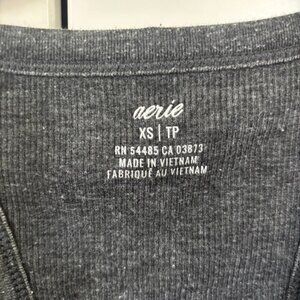 aerie
XS | TP
RN 54485 CA 03873
MADE IN VIETNAM
FABRIQUÉ AU VIETNAM